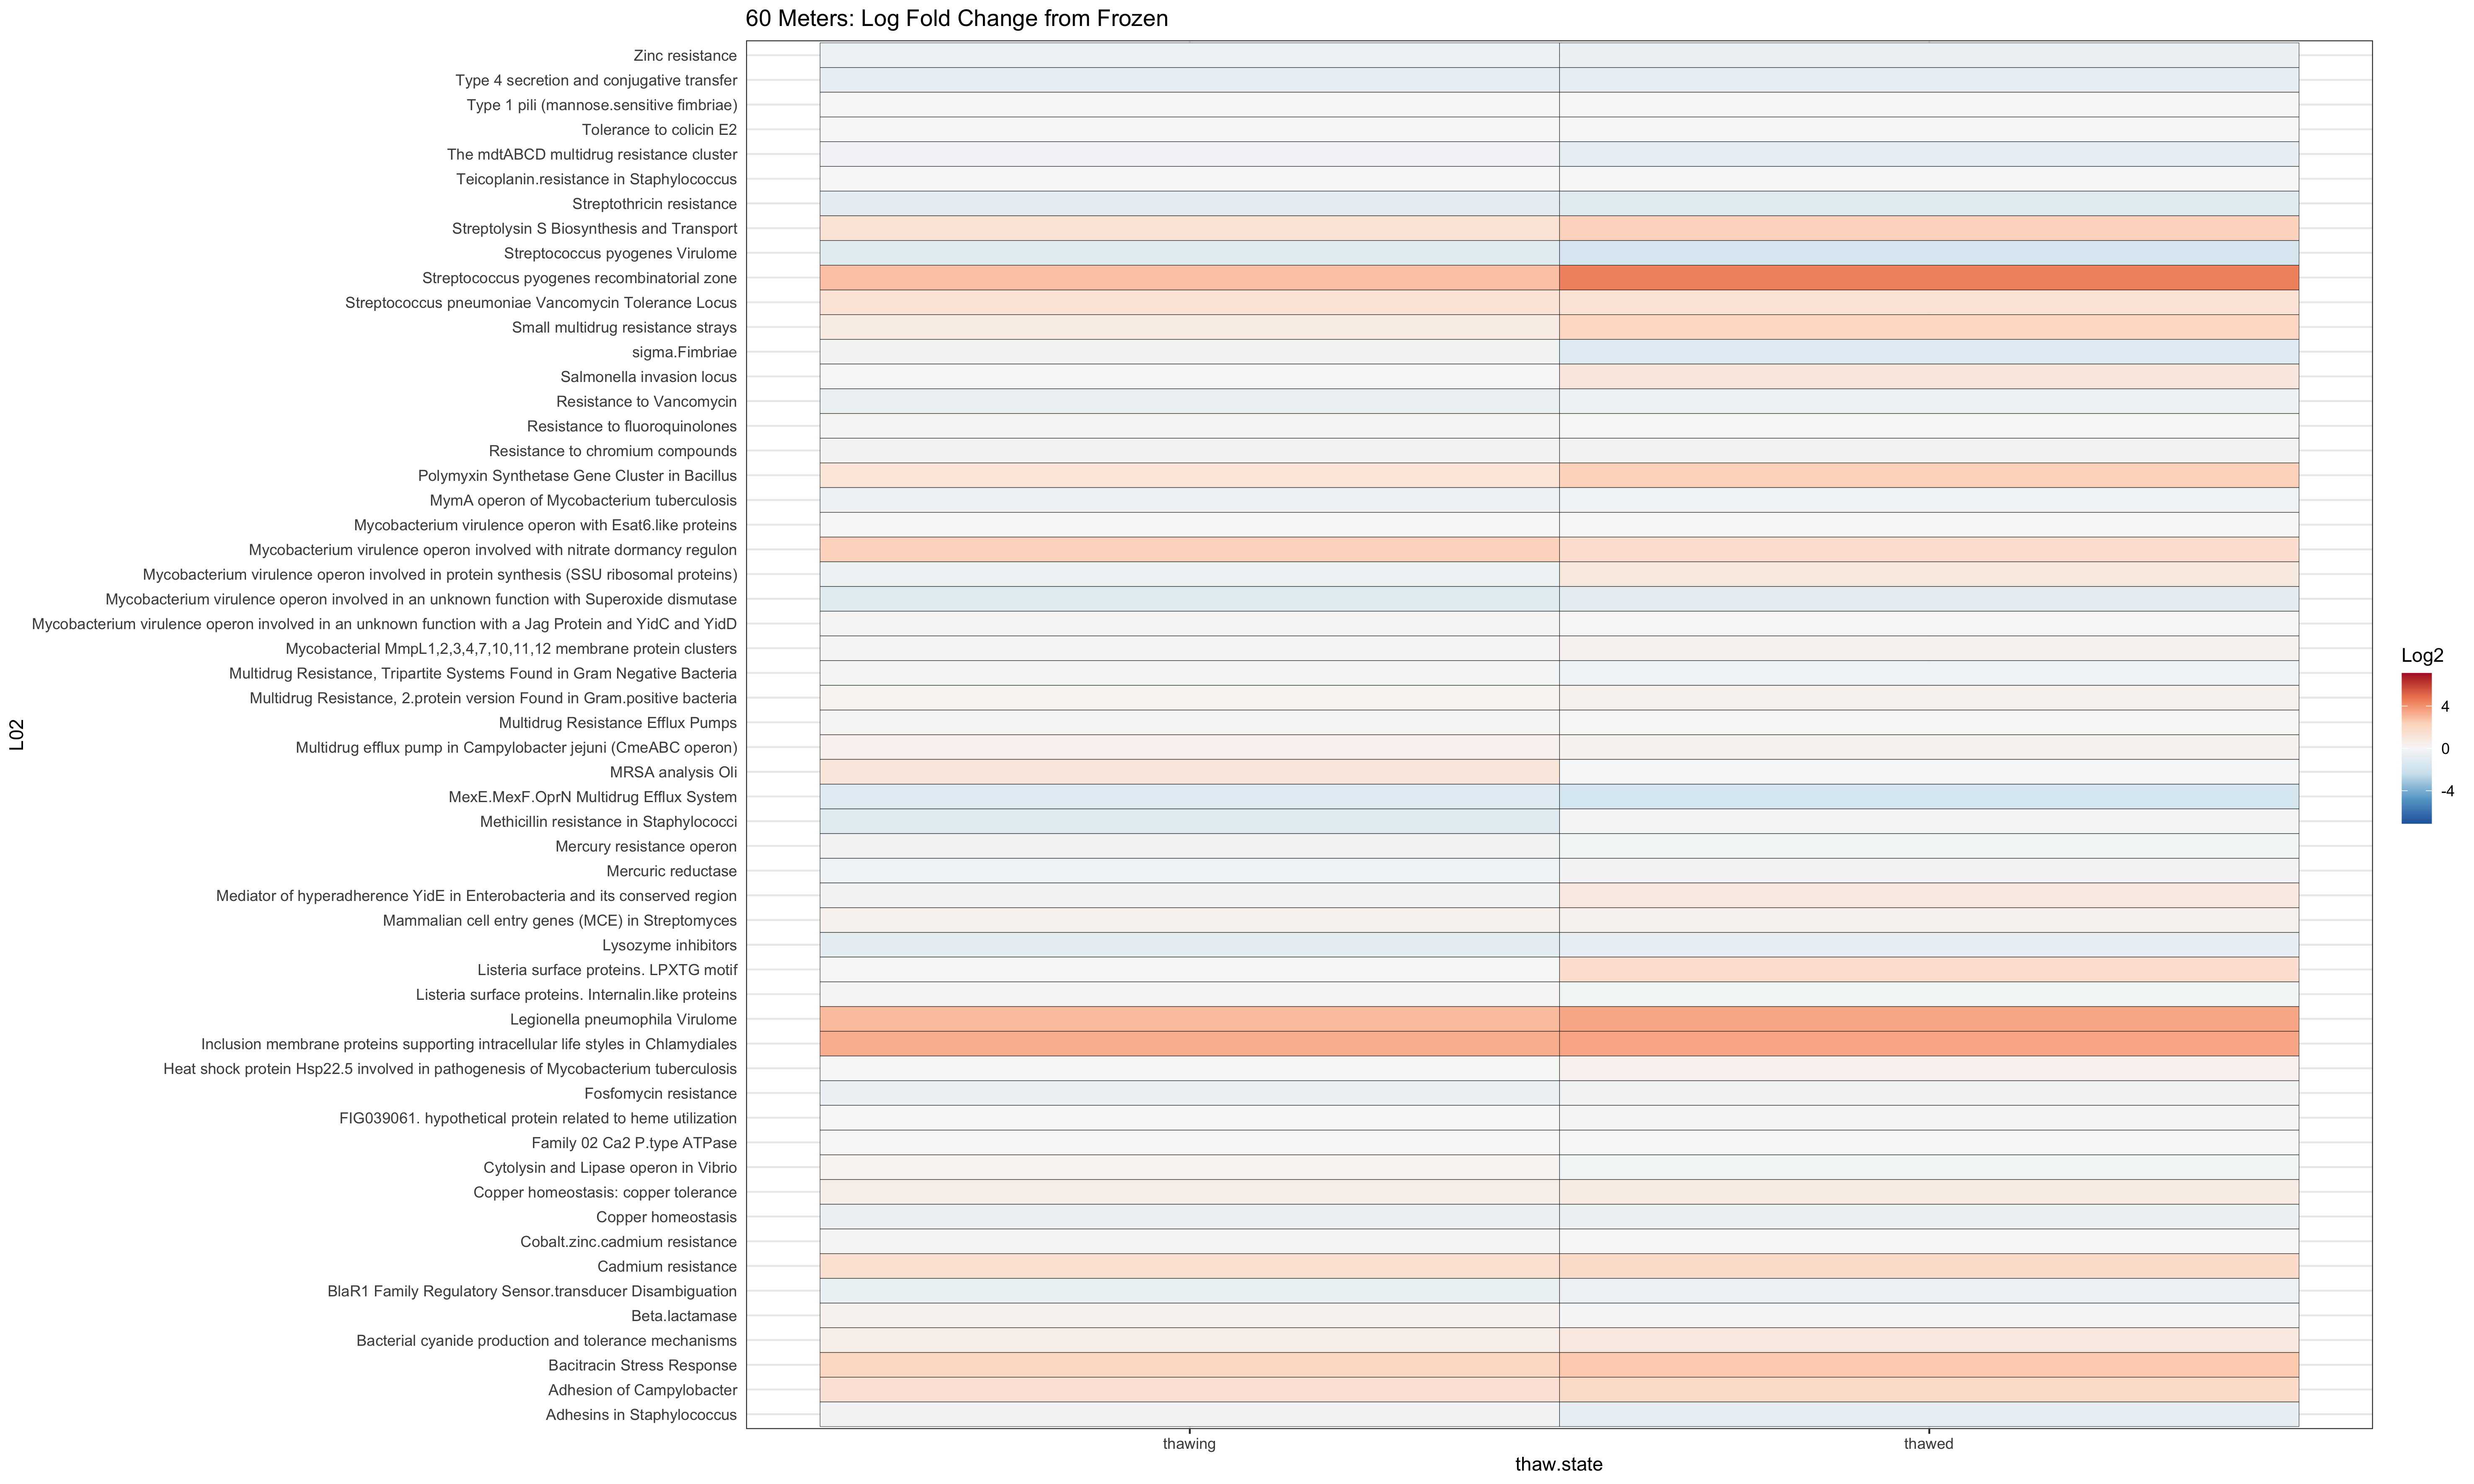 60 Meters: Log Fold Change from Frozen
Zinc resistance
Type 4 secretion and conjugative transfer
Type 1 pili (mannose.sensitive fimbriae)
Tolerance to colicin E2
The mdtABCD multidrug resistance cluster
Teicoplanin.resistance in Staphylococcus
Streptothricin resistance
Streptolysin S Biosynthesis and Transport
Streptococcus pyogenes Virulome
Streptococcus pyogenes recombinatorial zone
Streptococcus pneumoniae Vancomycin Tolerance Locus
Small multidrug resistance strays
sigma.Fimbriae
Salmonella invasion locus
Resistance to Vancomycin
Resistance to fluoroquinolones
Resistance to chromium compounds
Polymyxin Synthetase Gene Cluster in Bacillus
MymA operon of Mycobacterium tuberculosis
Mycobacterium virulence operon with Esat6.like proteins
Mycobacterium virulence operon involved with nitrate dormancy regulon
Mycobacterium virulence operon involved in protein synthesis (SSU ribosomal proteins)
Mycobacterium virulence operon involved in an unknown function with Superoxide dismutase
Mycobacterium virulence operon involved in an unknown function with a Jag Protein and YidC and YidD
Mycobacterial MmpL1,2,3,4,7,10,11,12 membrane protein clusters
Multidrug Resistance, Tripartite Systems Found in Gram Negative Bacteria
Multidrug Resistance, 2.protein version Found in Gram.positive bacteria
Multidrug Resistance Efflux Pumps
Multidrug efflux pump in Campylobacter jejuni (CmeABC operon)
MRSA analysis Oli
MexE.MexF.OprN Multidrug Efflux System
Methicillin resistance in Staphylococci
Mercury resistance operon
Mercuric reductase
Mediator of hyperadherence YidE in Enterobacteria and its conserved region
Mammalian cell entry genes (MCE) in Streptomyces
Lysozyme inhibitors
Listeria surface proteins. LPXTG motif
Listeria surface proteins. Internalin.like proteins
Legionella pneumophila Virulome
Inclusion membrane proteins supporting intracellular life styles in Chlamydiales
Heat shock protein Hsp22.5 involved in pathogenesis of Mycobacterium tuberculosis
Fosfomycin resistance
FIG039061. hypothetical protein related to heme utilization
Family 02 Ca2 P.type ATPase
Cytolysin and Lipase operon in Vibrio
Copper homeostasis: copper tolerance
Copper homeostasis
Cobalt.zinc.cadmium resistance
Cadmium resistance
BlaR1 Family Regulatory Sensor.transducer Disambiguation
Beta.lactamase
Bacterial cyanide production and tolerance mechanisms
Bacitracin Stress Response
Adhesion of Campylobacter
Adhesins in Staphylococcus
L02
thawing
thawed
thaw.state
Log2
4
0
-4